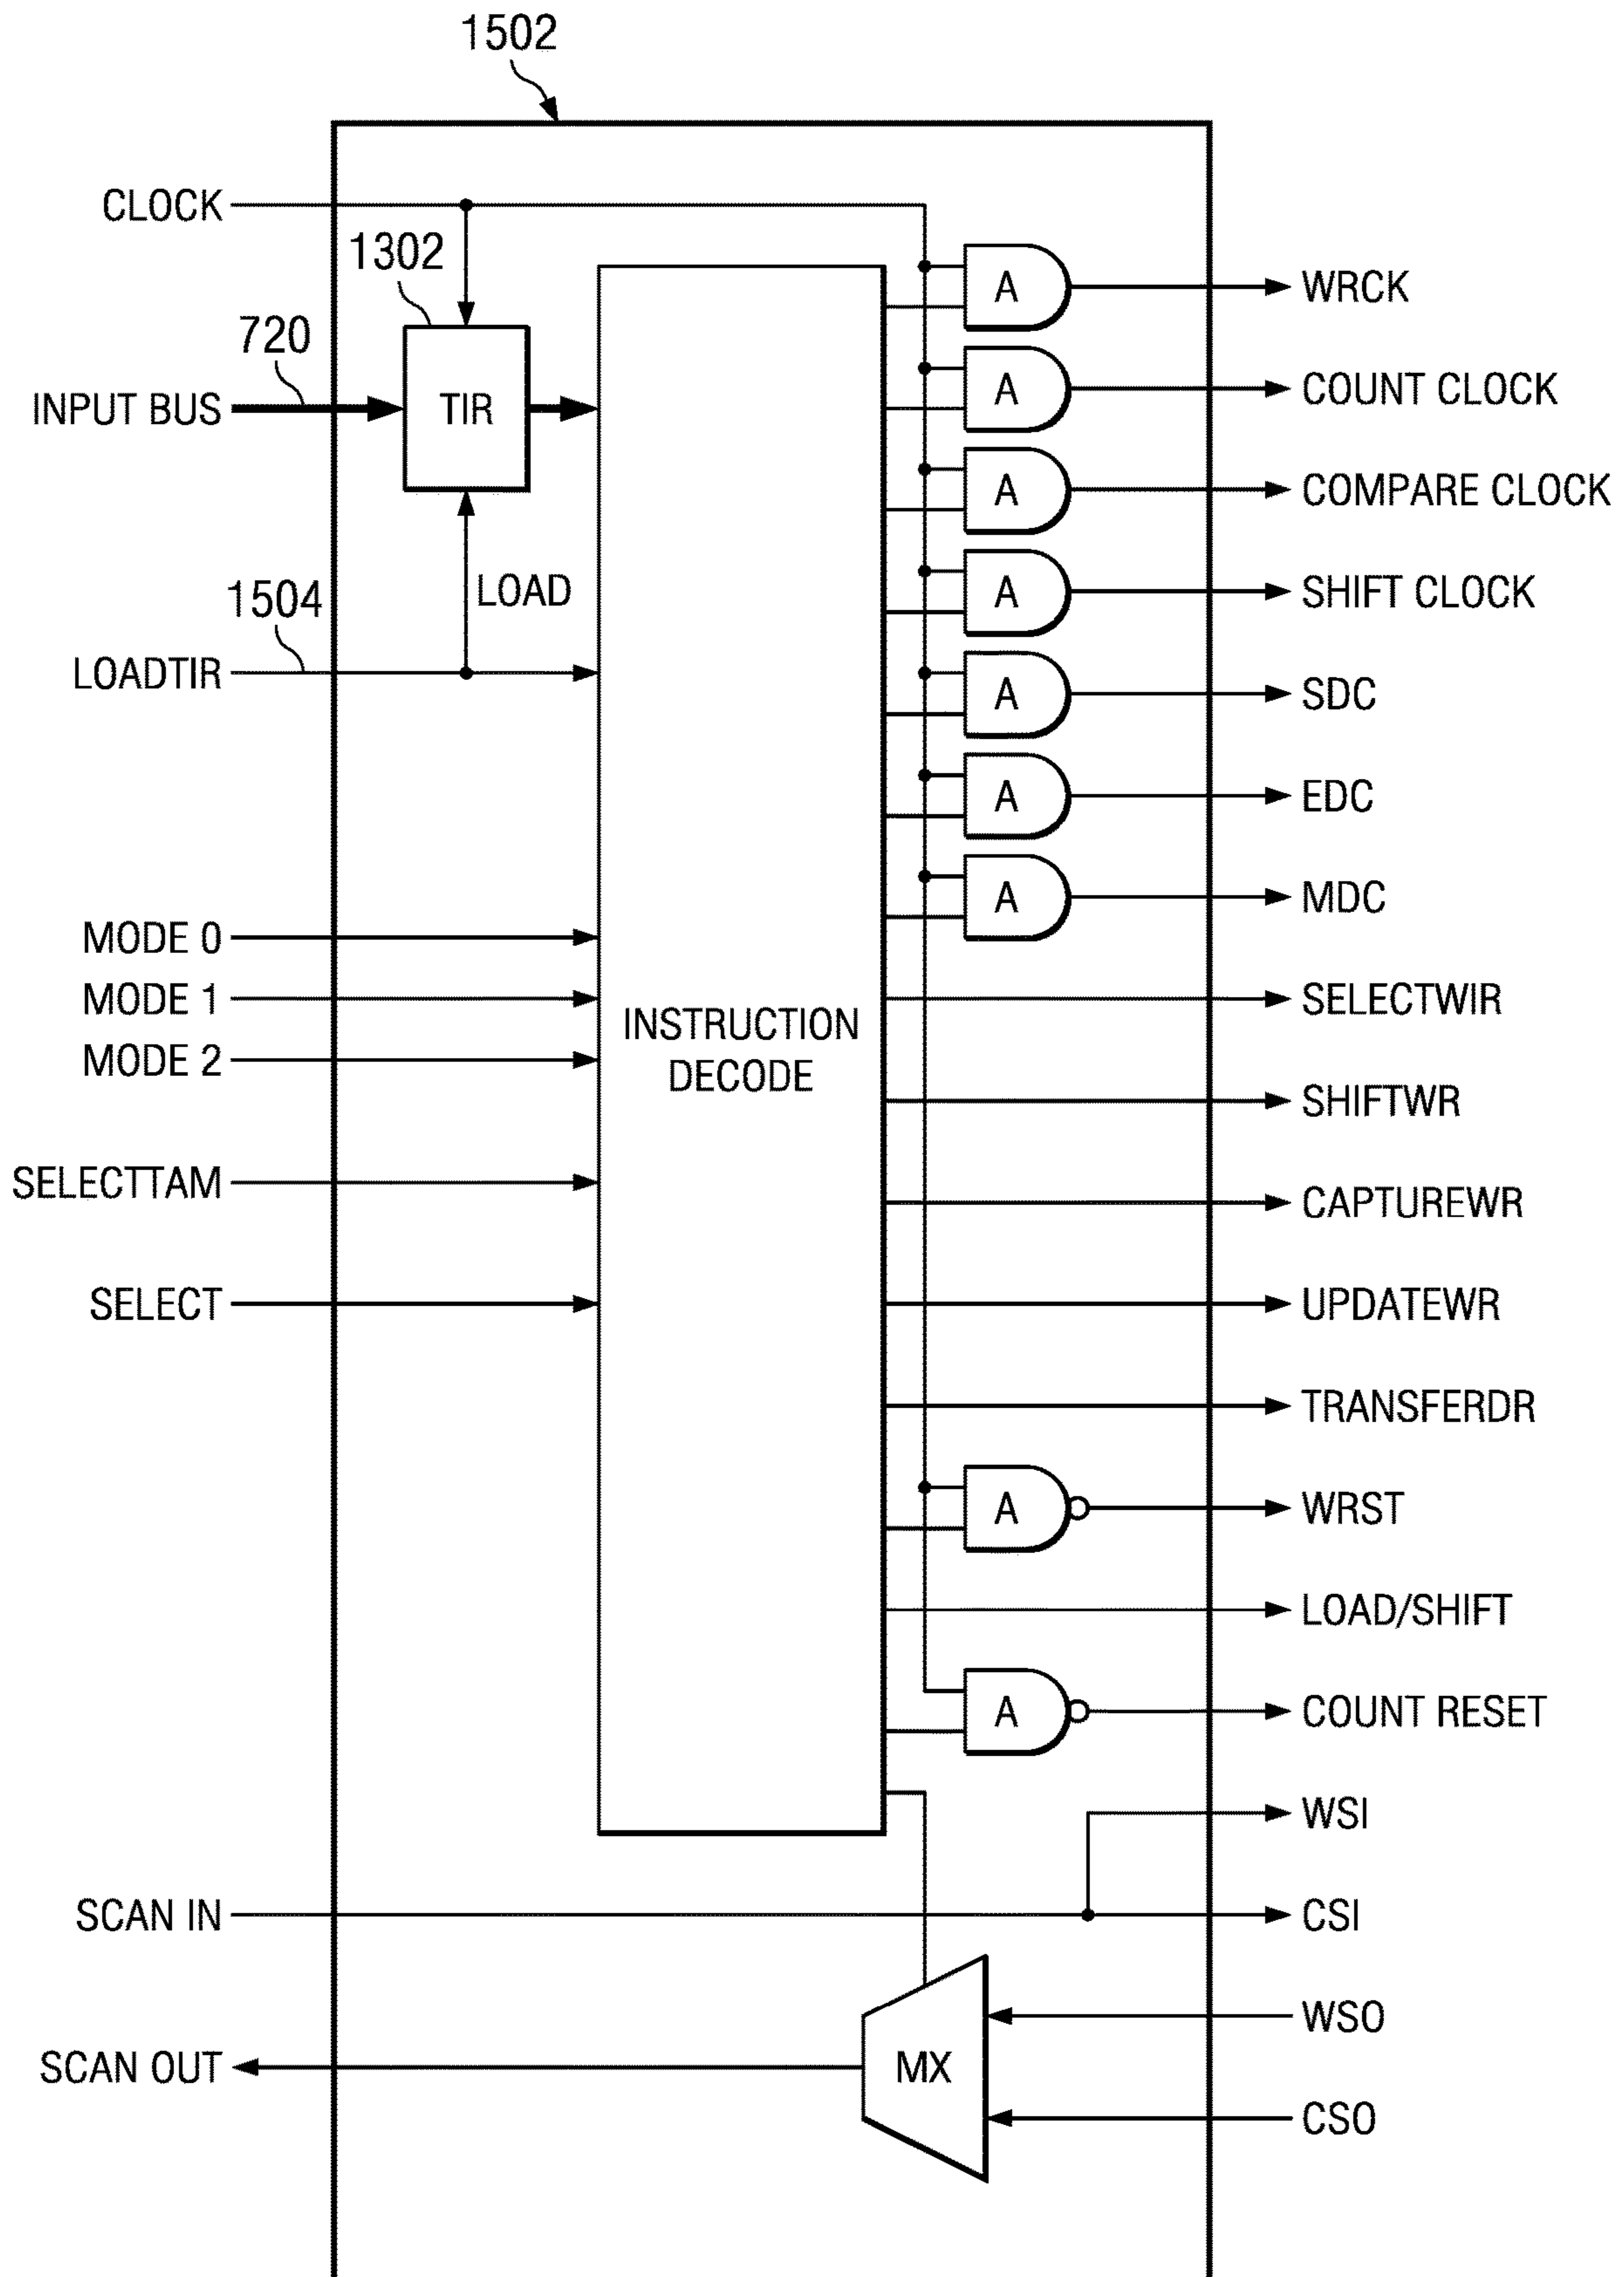 1502
CLOCK
1302
A
WRCK
720
INPUT BUS
TIR
A
COUNT CLOCK
A
COMPARE CLOCK
1504
LOAD
A
SHIFT CLOCK
LOADTIR
A
SDC
A
EDC
A
MDC
MODE 0
MODE 1
SELECTWIR
MODE 2
INSTRUCTION
DECODE
SHIFTWR
SELECTTAM
CAPTUREWR
SELECT
UPDATEWR
TRANSFERDR
A
WRST
LOAD/SHIFT
A
COUNT RESET
WSI
SCAN IN
CSI
WSO
SCAN OUT
MX
CSO